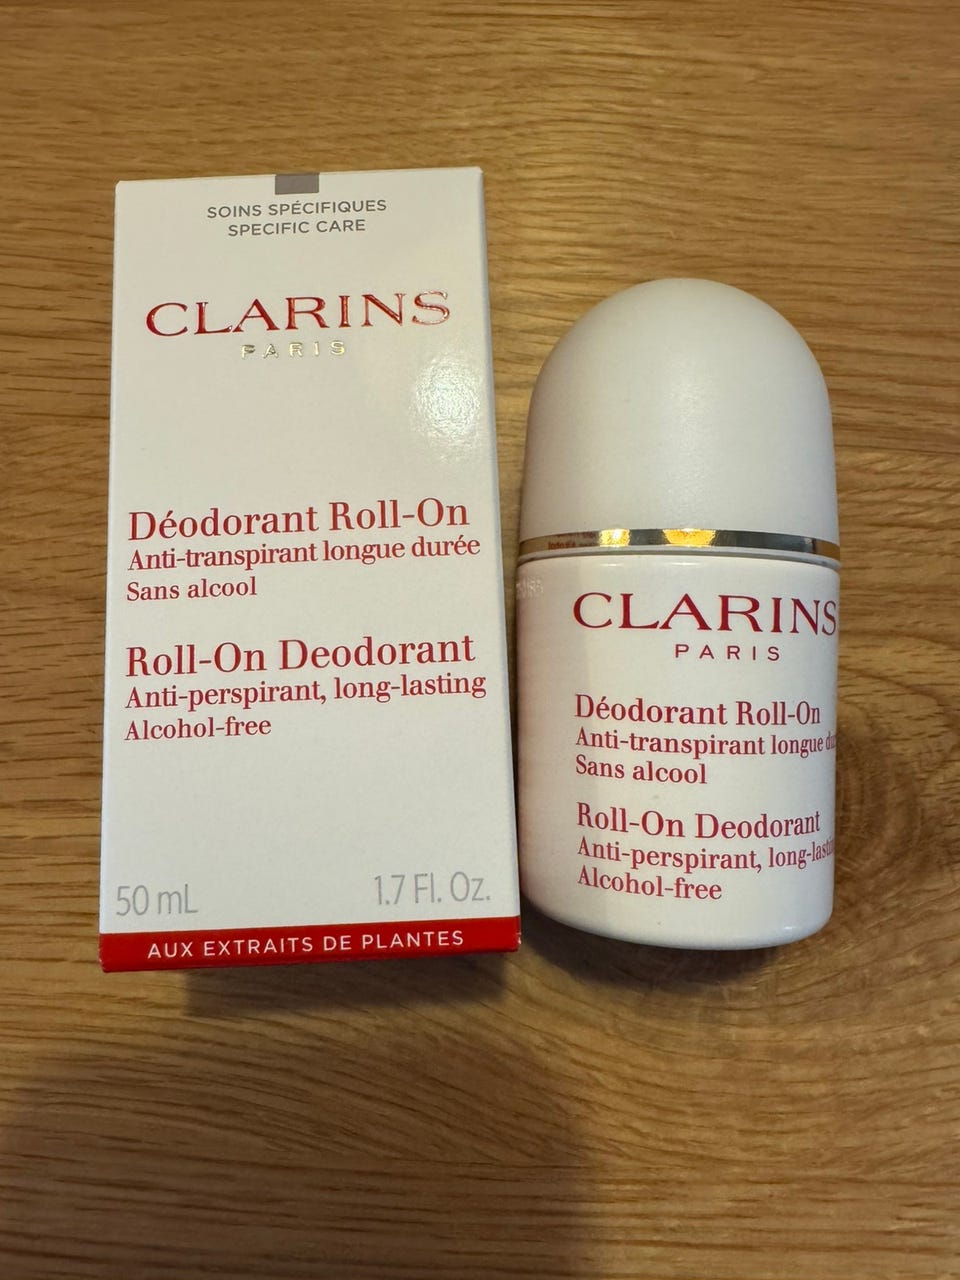 SOINS SPÉCIFIQUES
SPECIFIC CARE
CLARINS
PARIS
Déodorant Roll-On
Anti-transpirant longue durée
Sans alcool
Roll-On Deodorant
Anti-perspirant, long-lasting
Alcohol-free
50 mL 1.7 Fl. Oz.
AUX EXTRAITS DE PLANTES
CLARINS
PARIS
Déodorant Roll-On
Anti-transpirant longue
Sans alcool
Roll-On Deodorant
Anti-perspirant, long-lastin
Alcohol-free